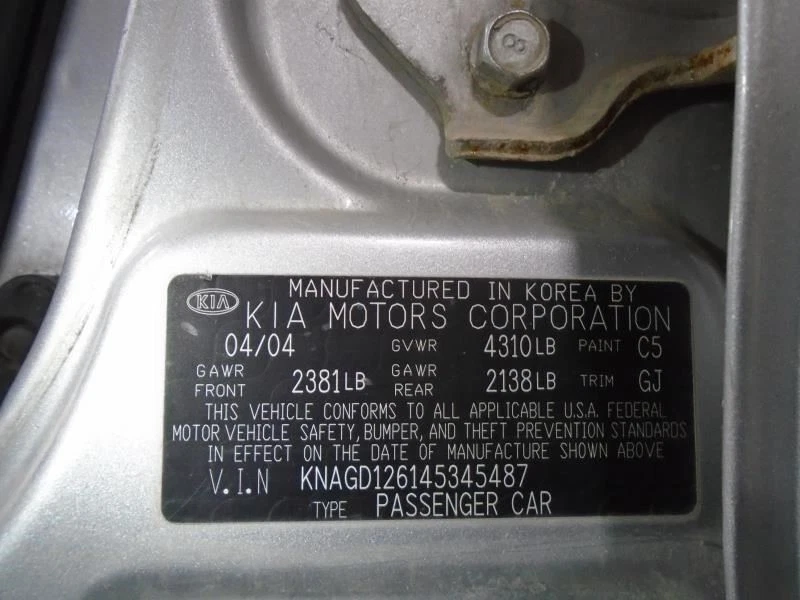 8
MANUFACTURED IN KOREA BY
KIA KIA MOTORS CORPORATION
04/04 GVWR 4310LB PAINT C5
GAWR FRONT 2381LB GAWR REAR 2138LB TRIM GJ
THIS VEHICLE CONFORMS TO ALL APPLICABLE U.S.A. FEDERAL
MOTOR VEHICLE SAFETY, BUMPER, AND THEFT PREVENTION STANDARDS
IN EFFECT ON THE DATE OF MANUFACTURE SHOWN ABOVE
V.I.N KNAGD126145345487
TYPE PASSENGER CAR